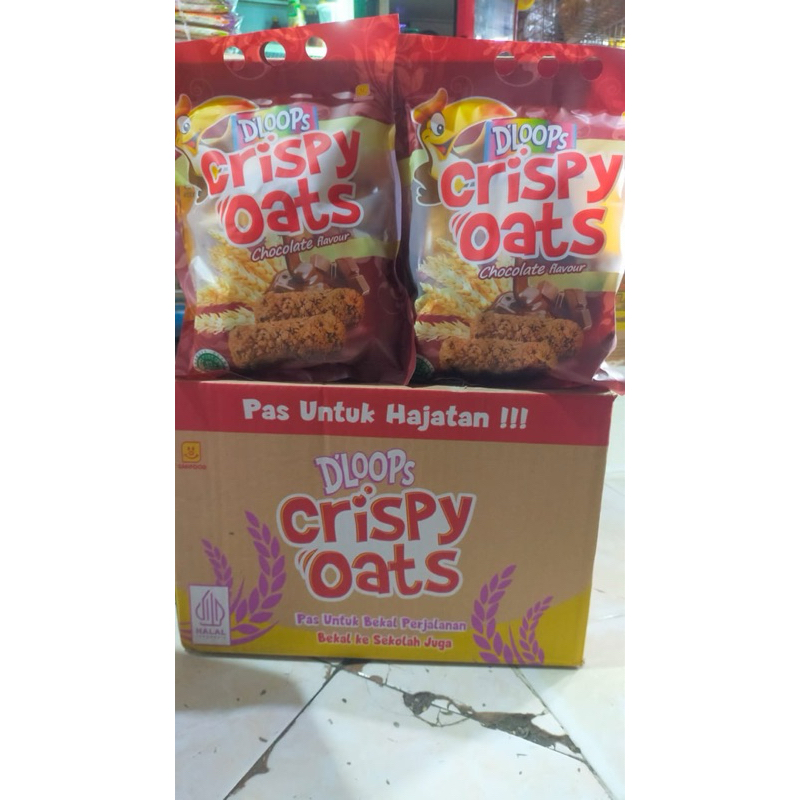 D'LOOPS
crispy
oats
Chocolate flavour
D'LOOPS
crispy
oats
Chocolate flavour
Pas Untuk Hajatan !!!
D'LOOPS
crispy
oats
Pas Untuk Bekal Perjalanan
Bekal ke Sekolah Juga
HALAL